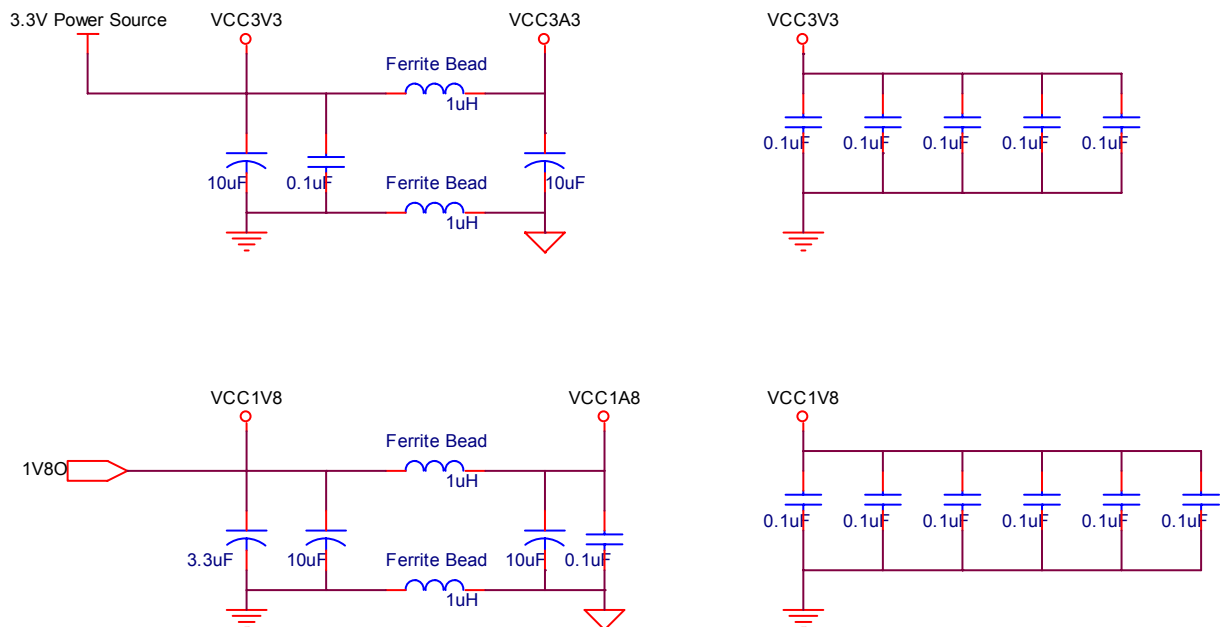 3.3V Power Source
VCC3V3
VCC3A3
VCC3V3
Ferrite Bead
1uH
0.1uF
0.1uF
0.1uF
0.1uF
0.1uF
10uF
0.1uF
Ferrite Bead
1uH
10uF
VCC1V8
VCC1A8
VCC1V8
Ferrite Bead
1V8O
1uH
0.1uF
0.1uF
0.1uF
0.1uF
0.1uF
0.1uF
3.3uF
10uF
Ferrite Bead
1uH
10uF
0.1uF